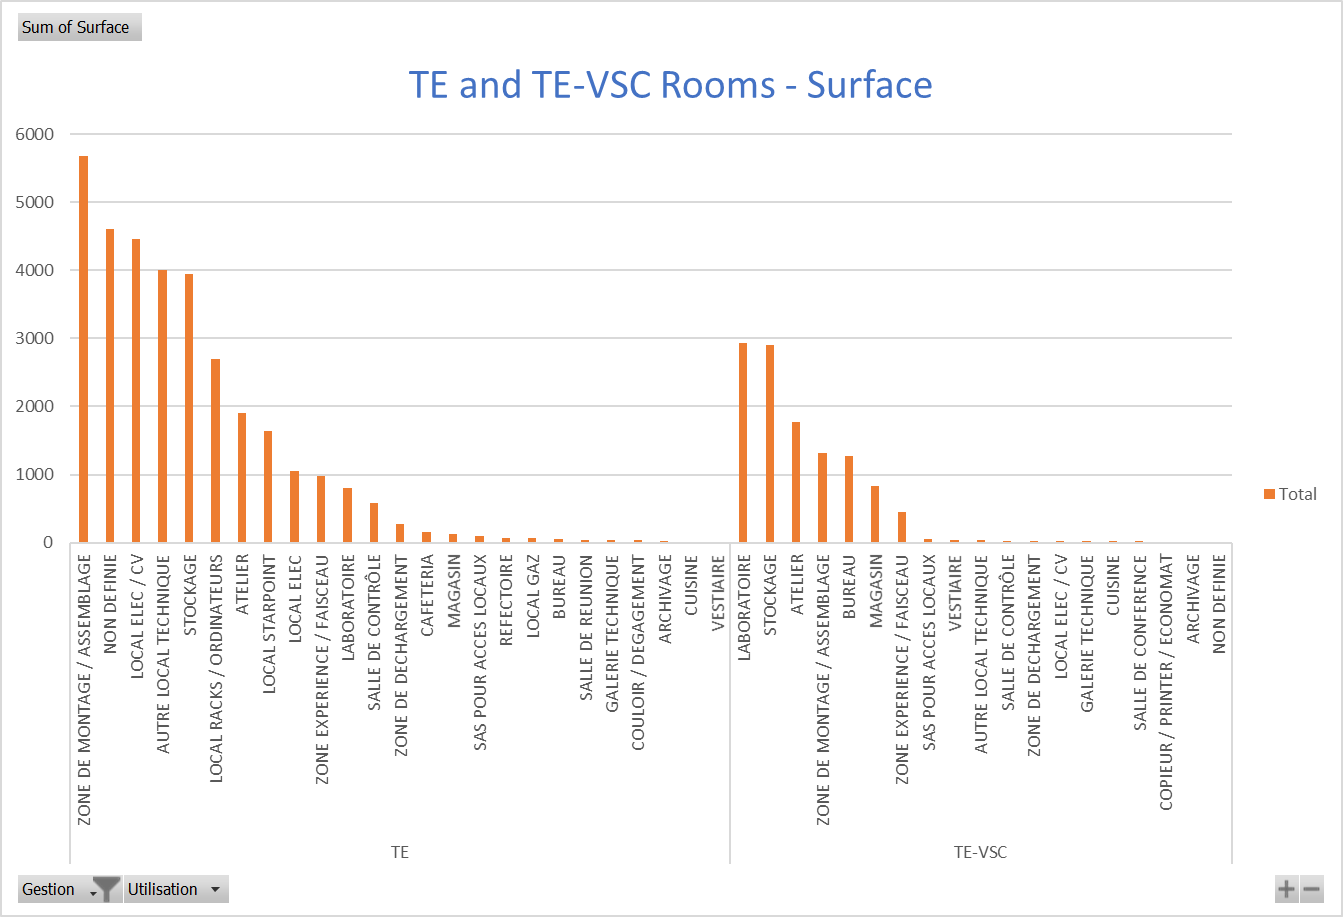 Sum of Surface
TE and TE-VSC Rooms - Surface
6000
5000
4000
3000
2000
1000
0
Total
ZONE DE MONTAGE / ASSEMBLAGE
NON DEFINIE
LOCAL ELEC / CV
AUTRE LOCAL TECHNIQUE
STOCKAGE
LOCAL RACKS / ORDINATEURS
ATELIER
LOCAL STARPOINT
LOCAL ELEC
ZONE EXPERIENCE / FAISCEAU
LABORATOIRE
SALLE DE CONTRÔLE
ZONE DE DECHARGEMENT
CAFETERIA
MAGASIN
SAS POUR ACCES LOCAUX
REFECTOIRE
LOCAL GAZ
BUREAU
SALLE DE REUNION
GALERIE TECHNIQUE
COULOIR / DEGAGEMENT
ARCHIVAGE
CUISINE
VESTIAIRE
LABORATOIRE
STOCKAGE
ATELIER
ZONE DE MONTAGE / ASSEMBLAGE
BUREAU
MAGASIN
ZONE EXPERIENCE / FAISCEAU
SAS POUR ACCES LOCAUX
VESTIAIRE
AUTRE LOCAL TECHNIQUE
SALLE DE CONTRÔLE
ZONE DE DECHARGEMENT
LOCAL ELEC / CV
GALERIE TECHNIQUE
CUISINE
SALLE DE CONFERENCE
COPIEUR / PRINTER / ECONOMAT
ARCHIVAGE
NON DEFINIE
TE
TE-VSC
Gestion
Utilisation